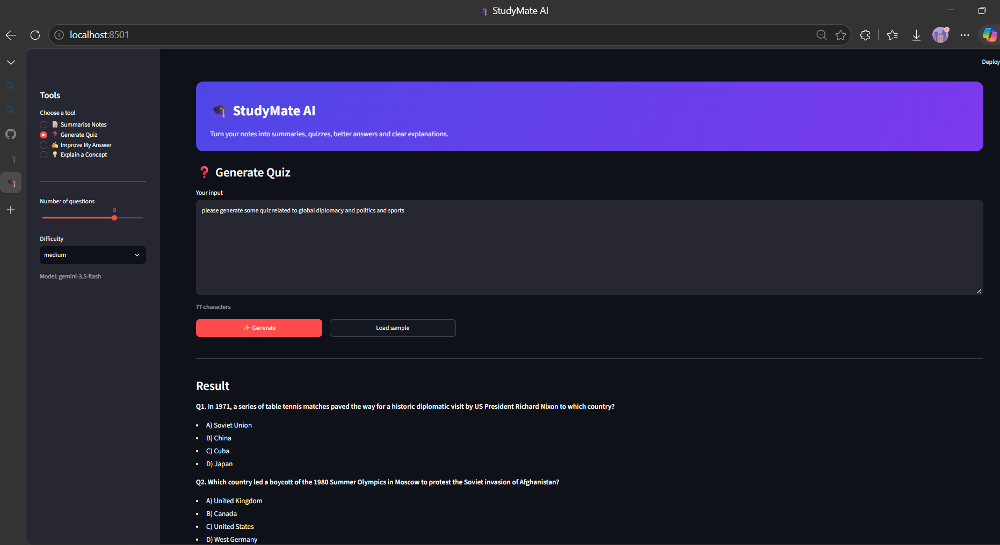 StudyMate AI
localhost:8501
Deploy
Tools
Choose a tool
Summarise Notes
Generate Quiz
Improve My Answer
Explain a Concept
Number of questions
8
Difficulty
medium
Model: gemini-3.5-flash
StudyMate AI
Turn your notes into summaries, quizzes, better answers and clear explanations.
Generate Quiz
Your input
please generate some quiz related to global diplomacy and politics and sports
77 characters
Generate
Load sample
Result
Q1. In 1971, a series of table tennis matches paved the way for a historic diplomatic visit by US President Richard Nixon to which country?
A) Soviet Union
B) China
C) Cuba
D) Japan
Q2. Which country led a boycott of the 1980 Summer Olympics in Moscow to protest the Soviet invasion of Afghanistan?
A) United Kingdom
B) Canada
C) United States
D) West Germany